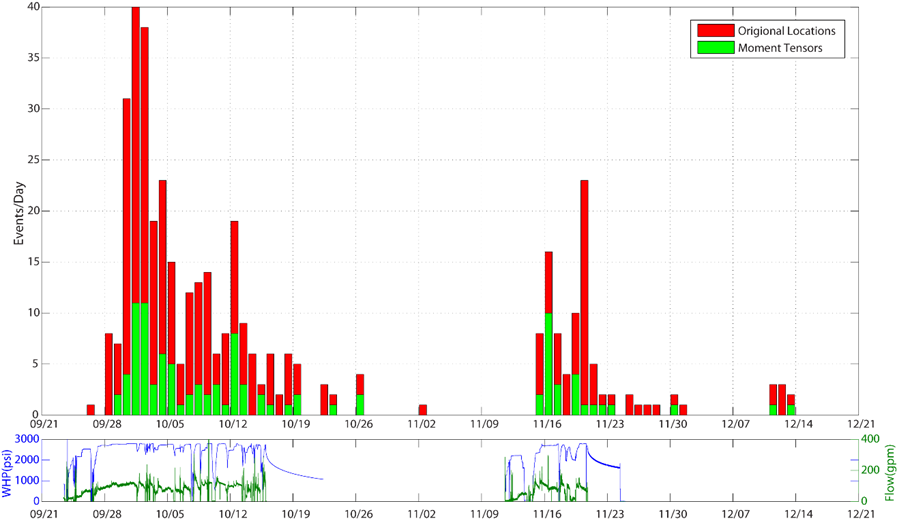 40
35
30
25
20
15
10
5
0
Events/Day
Origional Locations
Moment Tensors
09/21 09/28 10/05 10/12 10/19 10/26 11/02 11/09 11/16 11/23 11/30 12/07 12/14 12/21
WHP(psi)
3000
2000
1000
0
400
200
0
Flow(gpm)
09/21 09/28 10/05 10/12 10/19 10/26 11/02 11/09 11/16 11/23 11/30 12/07 12/14 12/21